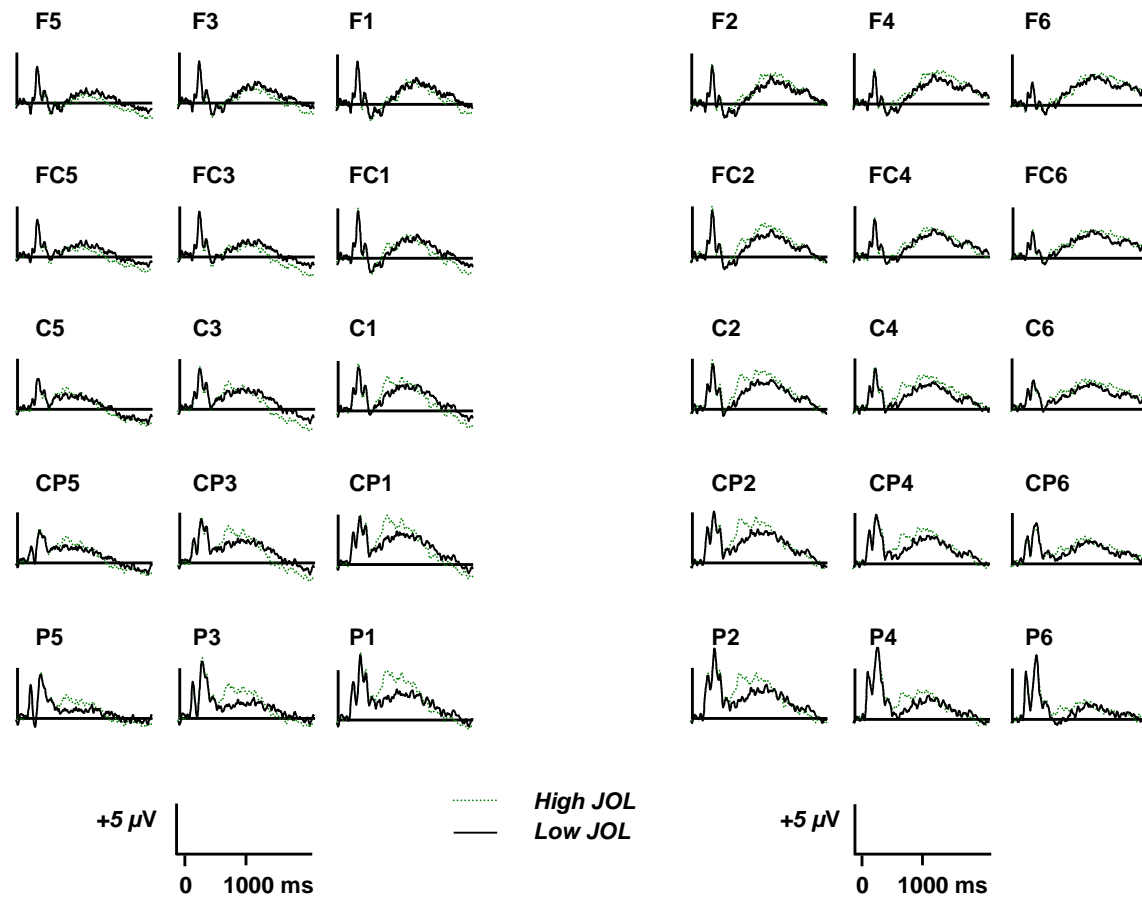 F5 F3 F1 F2 F4 F6
FC5 FC3 FC1 FC2 FC4 FC6
C5 C3 C1 C2 C4 C6
CP5 CP3 CP1 CP2 CP4 CP6
P5 P3 P1 P2 P4 P6
+5 µV
0 1000 ms
High JOL
Low JOL
+5 µV
0 1000 ms